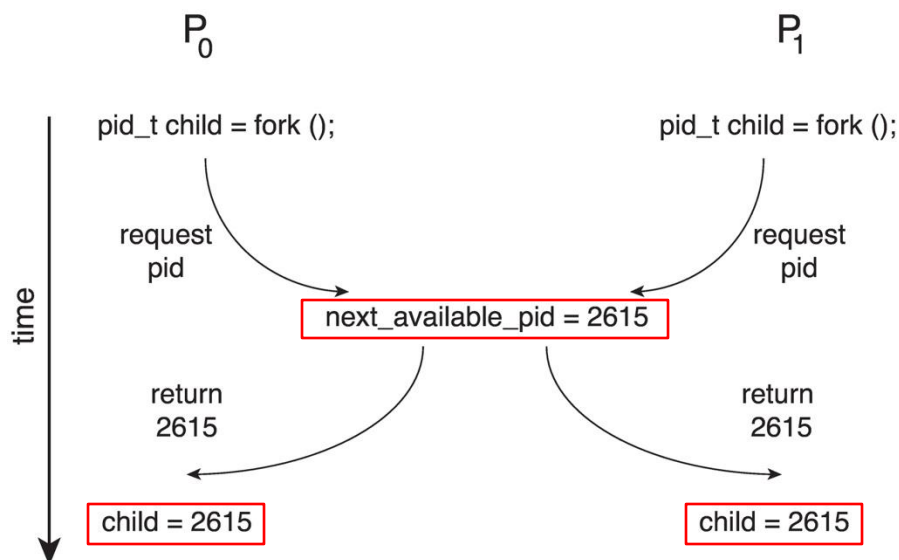 P0
P1
pid_t child = fork ();
pid_t child = fork ();
request
pid
request
pid
next_available_pid = 2615
time
return
2615
return
2615
child = 2615
child = 2615